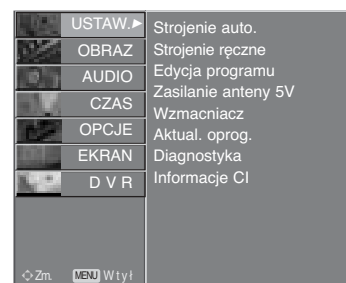 USTAW.►
OBRAZ
AUDIO
CZAS
OPCJE
EKRAN
D V R
Strojenie auto.
Strojenie ręczne
Edycja programu
Zasilanie anteny 5V
Wzmacniacz
Aktual. oprog.
Diagnostyka
Informacje CI
Zm. MENU Wtył